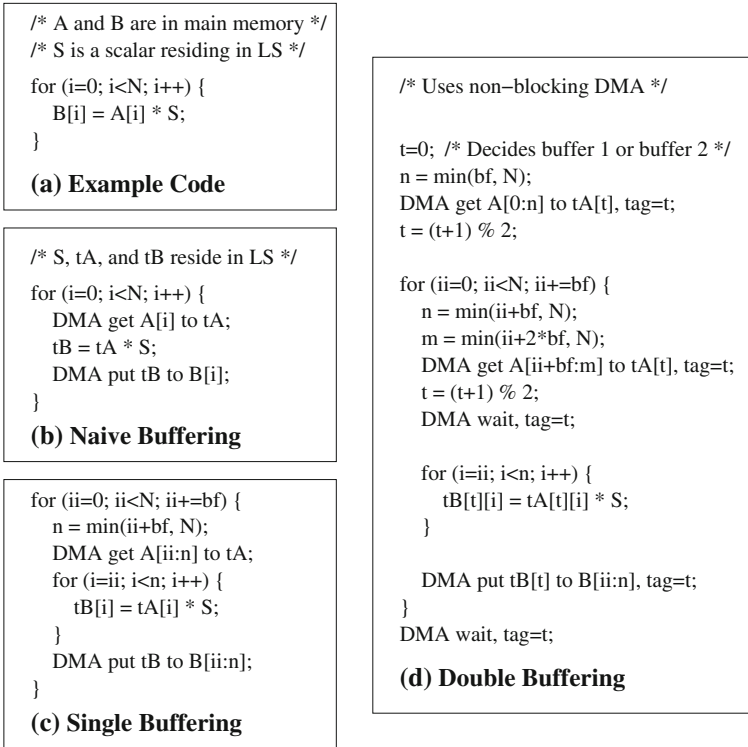 /* A and B are in main memory */
/* S is a scalar residing in LS */
for (i=0; i<N; i++) {
B[i] = A[i] * S;
}
(a) Example Code
/* S, tA, and tB reside in LS */
for (i=0; i<N; i++) {
DMA get A[i] to tA;
tB = tA * S;
DMA put tB to B[i];
}
(b) Naive Buffering
for (ii=0; ii<N; ii+=bf) {
n = min(ii+bf, N);
DMA get A[ii:n] to tA;
for (i=ii; i<n; i++) {
tB[i] = tA[i] * S;
}
DMA put tB to B[ii:n];
}
(c) Single Buffering
/* Uses non−blocking DMA */
t=0; /* Decides buffer 1 or buffer 2 */
n = min(bf, N);
DMA get A[0:n] to tA[t], tag=t;
t = (t+1) % 2;
for (ii=0; ii<N; ii+=bf) {
n = min(ii+bf, N);
m = min(ii+2*bf, N);
DMA get A[ii+bf:m] to tA[t], tag=t;
t = (t+1) % 2;
DMA wait, tag=t;
for (i=ii; i<n; i++) {
tB[t][i] = tA[t][i] * S;
}
DMA put tB[t] to B[ii:n], tag=t;
}
DMA wait, tag=t;
(d) Double Buffering